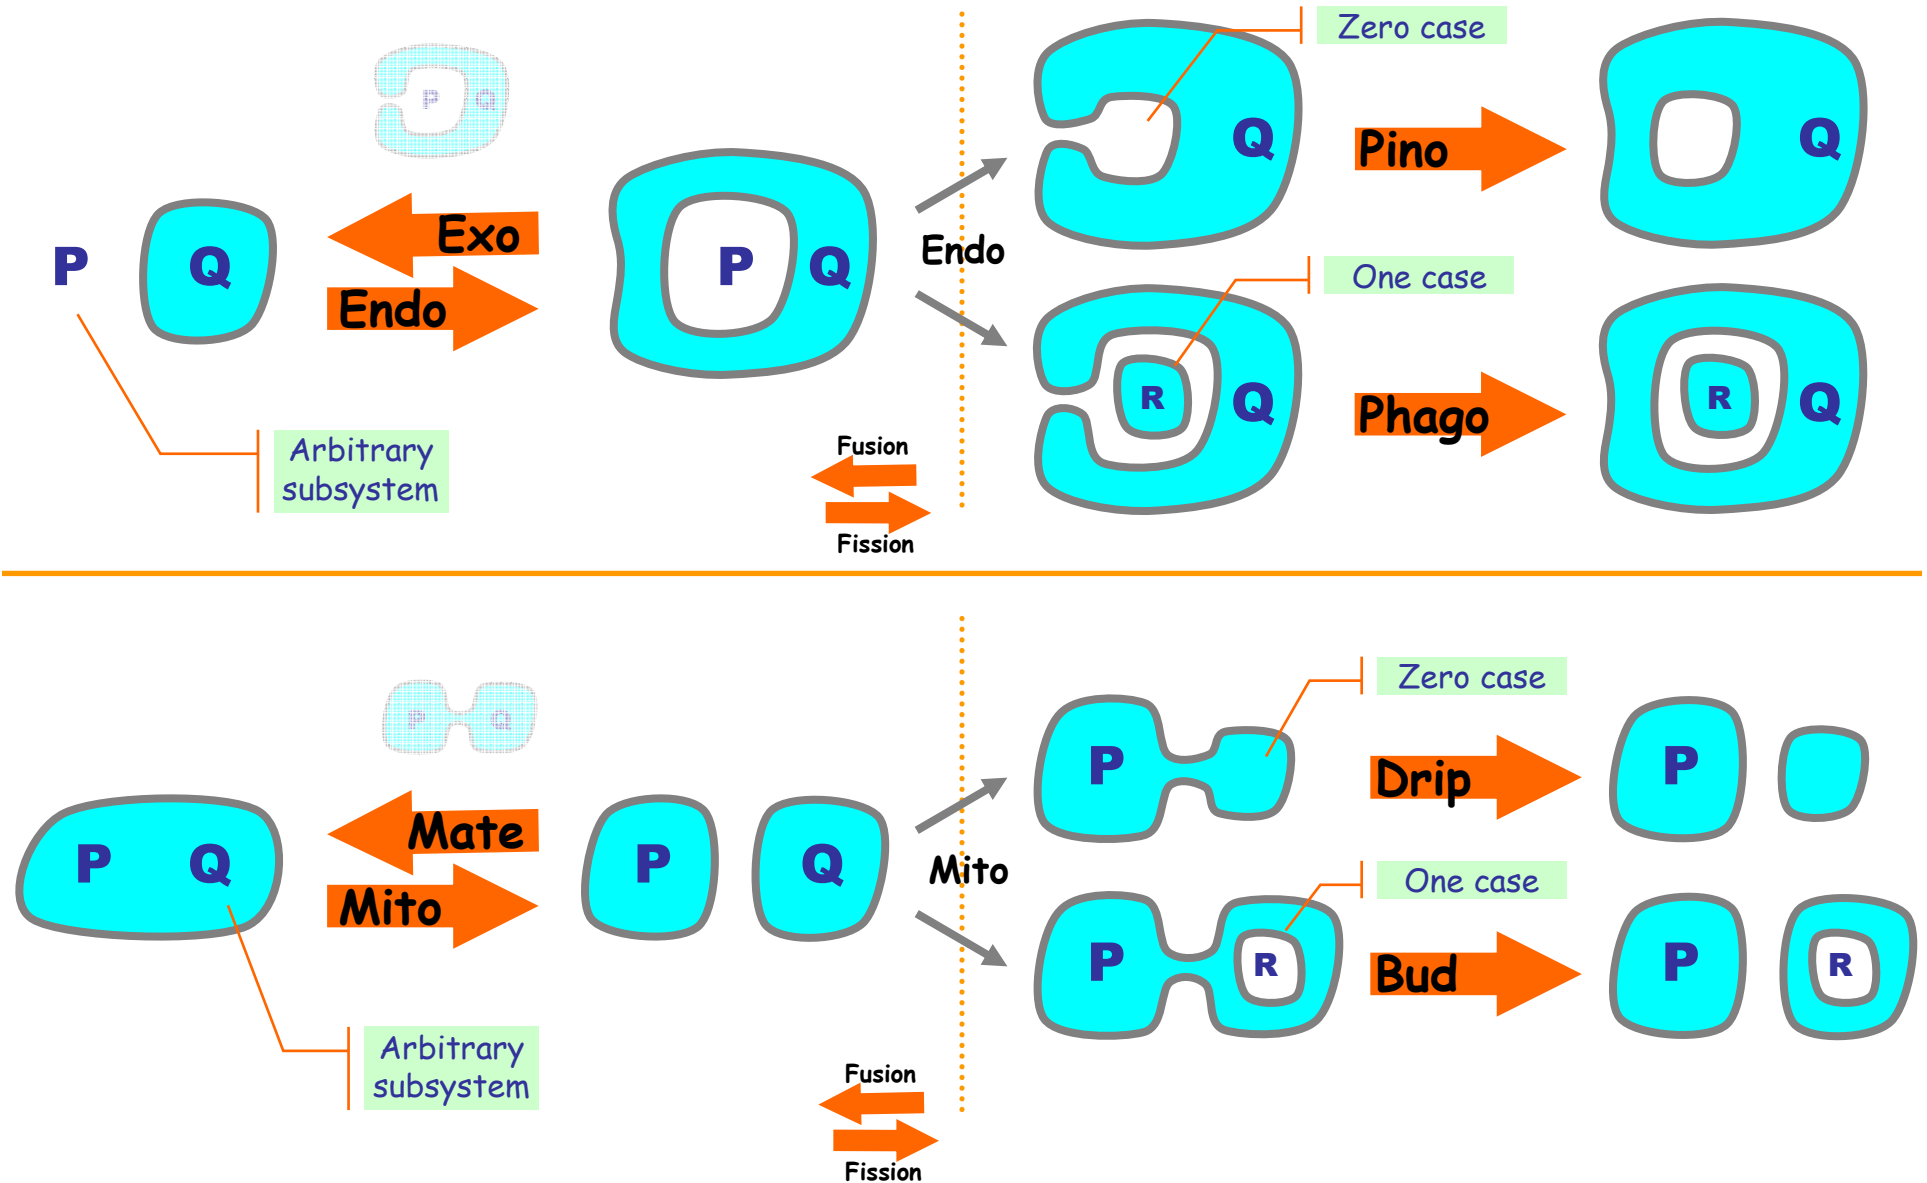 Zero case
P Q
Q
Pino
Q
Exo
P
Q
P Q
Endo
Endo
One case
R
Q
Phago
R
Q
Arbitrary
subsystem
Fusion
Fission
Zero case
P Q
P
Drip
P
Mate
P Q
P
Q
Mito
Mito
One case
P
R
Bud
P
R
Arbitrary
subsystem
Fusion
Fission